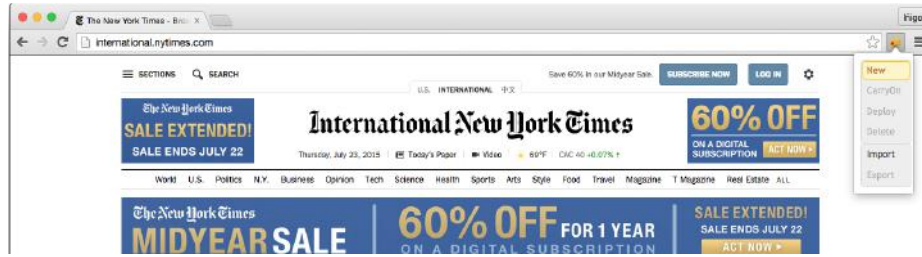 The New York Times - Bre
Figo
international.nytimes.com
SECTIONS SEARCH
Save 60% in our Midyear Sale. SUBSCRIBE NOW LOG IN
U.S. INTERNATIONAL 中文
The New York Times
SALE EXTENDED!
SALE ENDS JULY 22
International New York Times
Thursday, July 23, 2015 Today's Paper Video 69°F CAC 40 +0.07% ↑
60% OFF
ON A DIGITAL
SUBSCRIPTION
ACT NOW
World U.S. Politics N.Y. Business Opinion Tech Science Health Sports Arts Style Food Travel Magazine T Magazine Real Estate ALL
The New York Times
MIDYEAR SALE
60% OFF FOR 1 YEAR
ON A DIGITAL SUBSCRIPTION
SALE EXTENDED!
SALE ENDS JULY 22
ACT NOW
New
CarryOn
Deploy
Delete
Import
Export